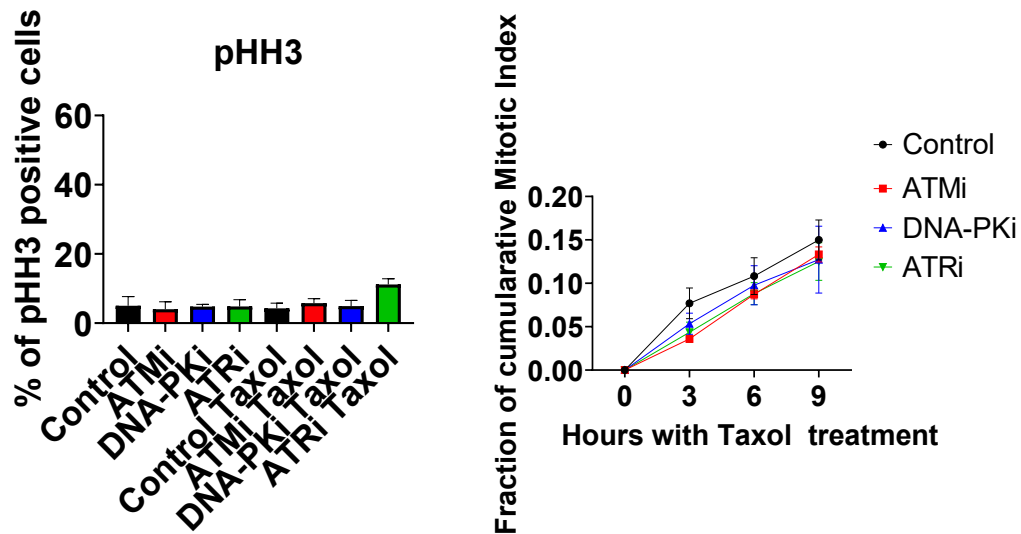 pHH3
% of pHH3 positive cells
60
40
20
0
Control
ATMi
DNA-PKi
ATRi
Control Taxol
ATMi Taxol
DNA-PKi Taxol
ATRi Taxol
Fraction of cumularative Mitotic Index
0.20
0.15
0.10
0.05
0.00
0 3 6 9
Hours with Taxol treatment
Control
ATMi
DNA-PKi
ATRi